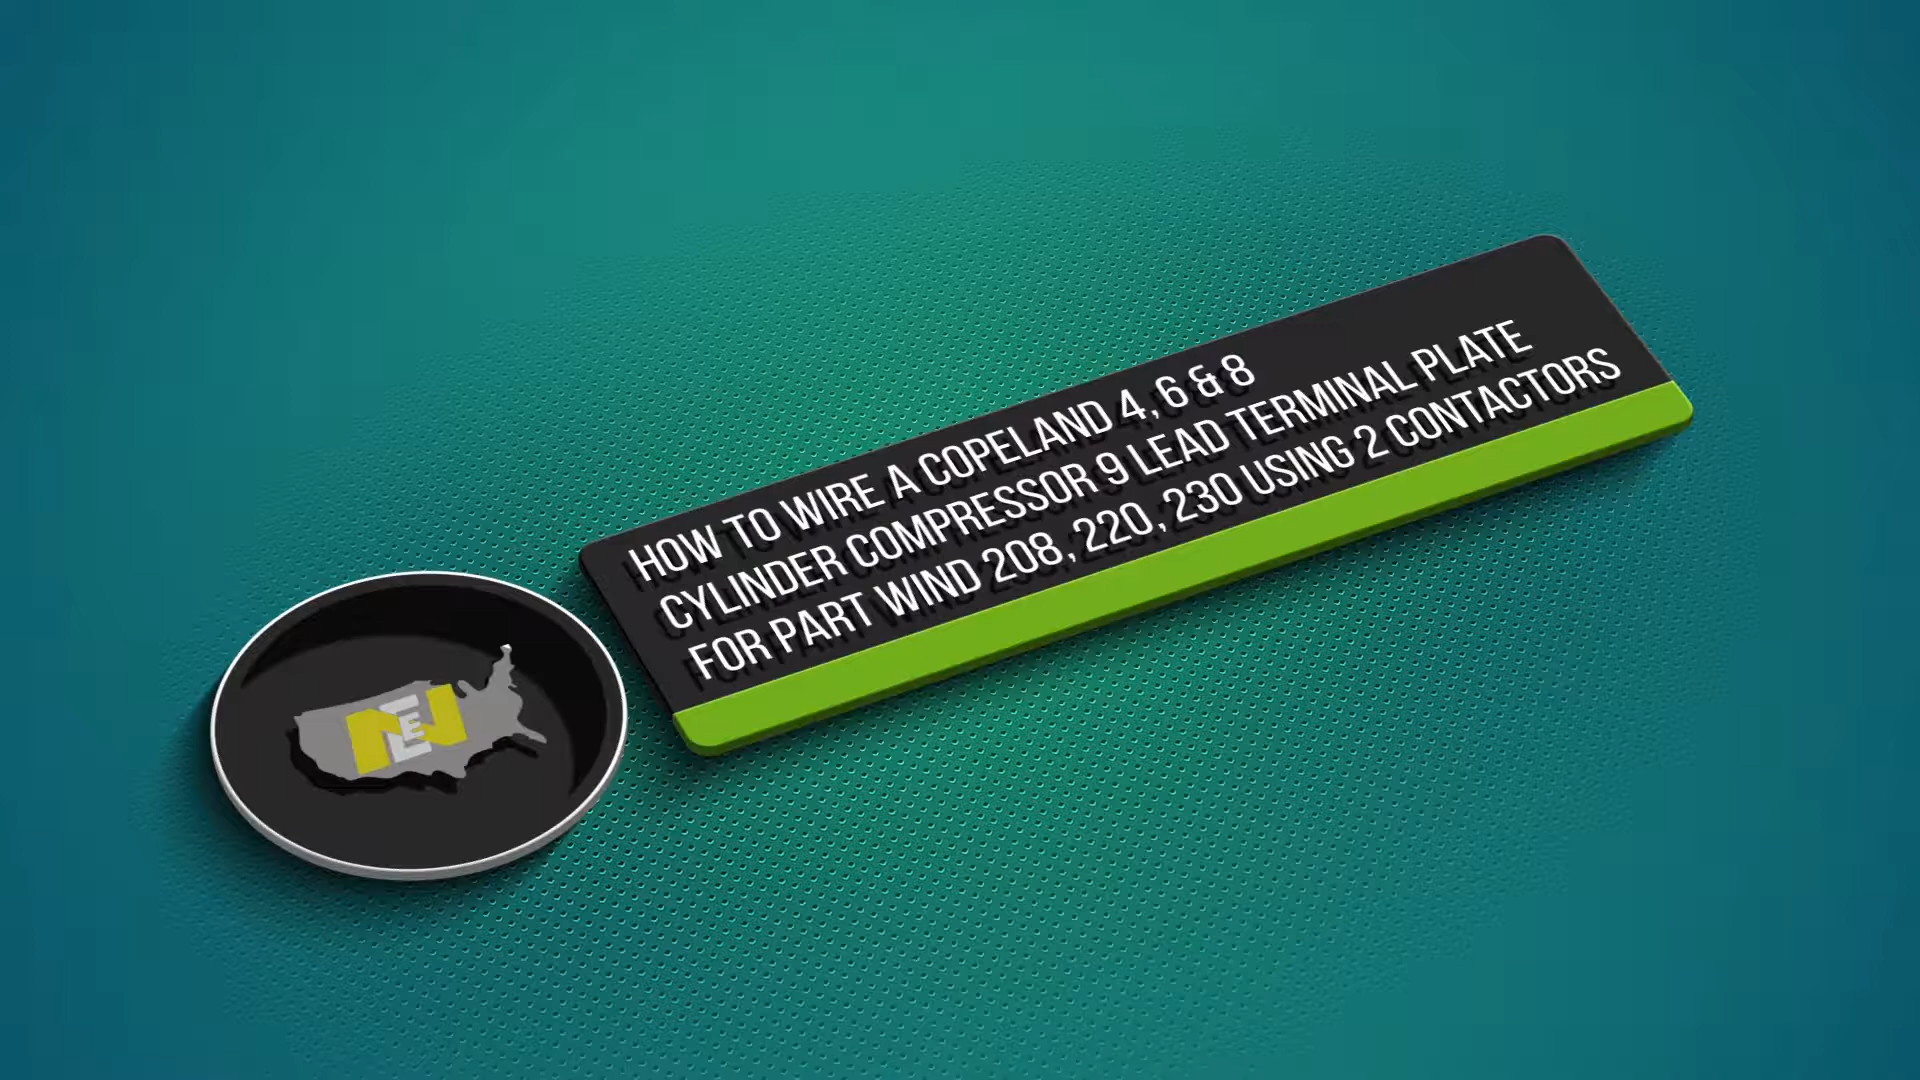 HOW TO WIRE A COPELAND 4, 6 & 8
CYLINDER COMPRESSOR 9 LEAD TERMINAL PLATE
FOR PART WIND 208, 220, 230 USING 2 CONTACTORS
NEN